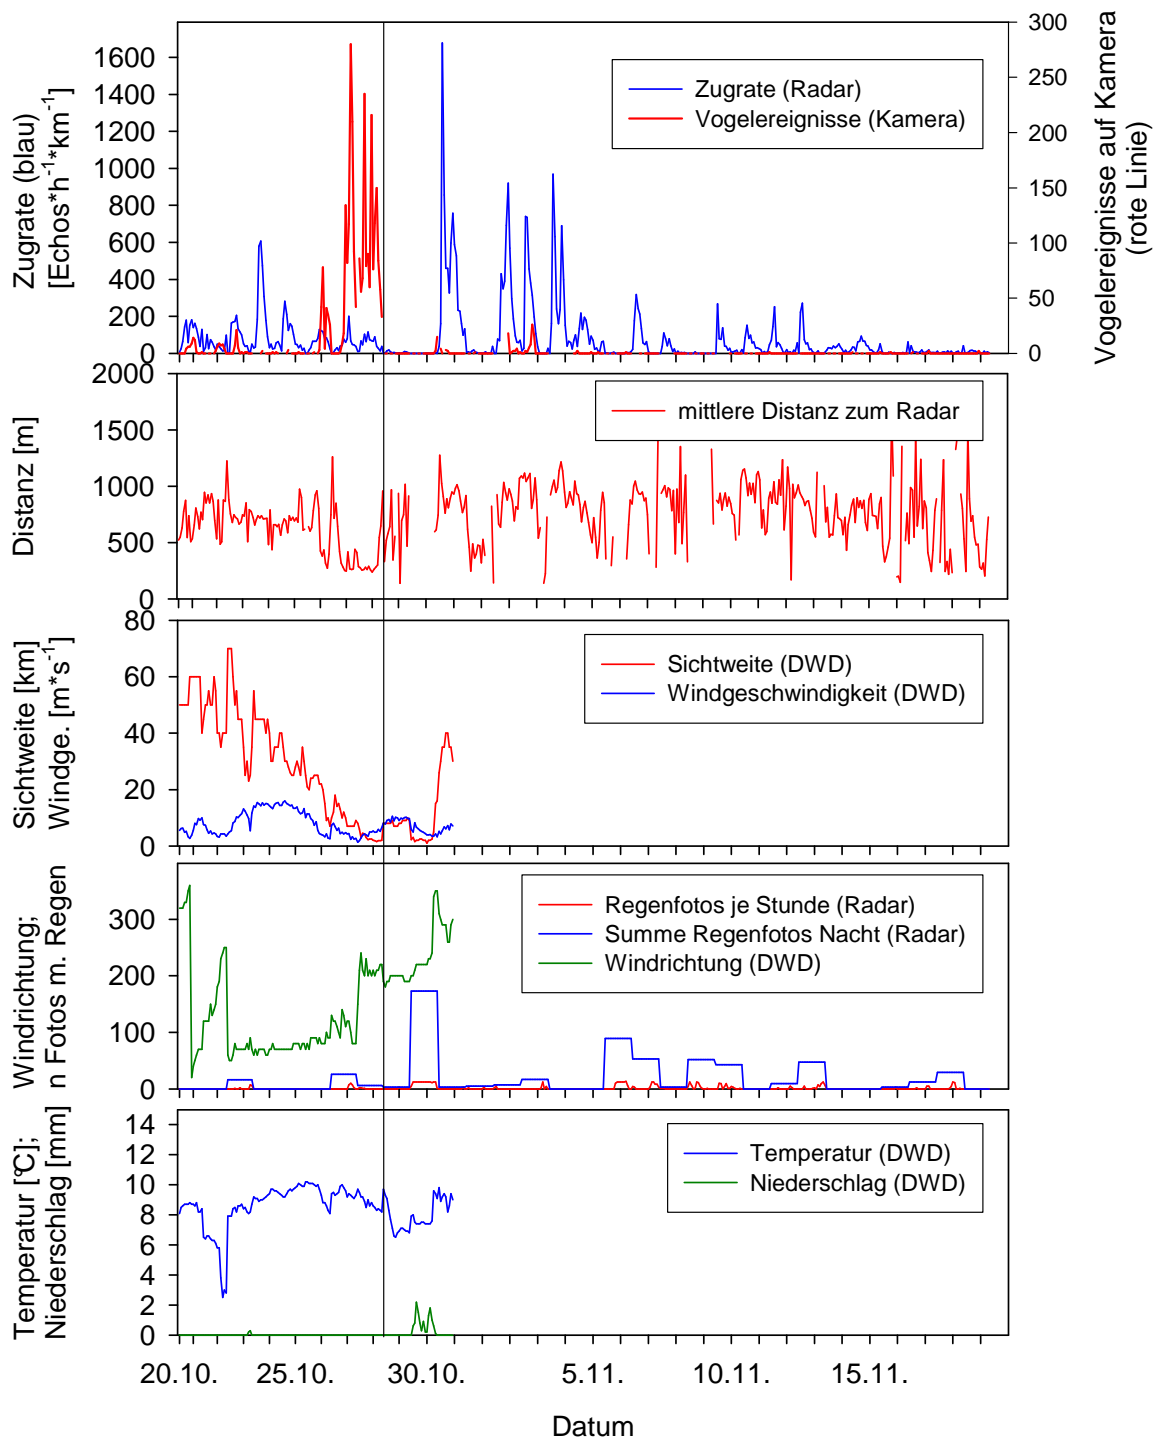 Zugrate (blau)
[Echos*h-1*km-1]
1600
1400
1200
1000
800
600
400
200
0
300
250
200
150
100
50
0
Vogelereignisse auf Kamera
(rote Linie)
Zugrate (Radar)
Vogelereignisse (Kamera)
Distanz [m]
2000
1500
1000
500
0
mittlere Distanz zum Radar
Sichtweite [km]
Windge. [m*s-1]
80
60
40
20
0
Sichtweite (DWD)
Windgeschwindigkeit (DWD)
Windrichtung;
n Fotos m. Regen
300
200
100
0
Regenfotos je Stunde (Radar)
Summe Regenfotos Nacht (Radar)
Windrichtung (DWD)
Temperatur [°C];
Niederschlag [mm]
14
12
10
8
6
4
2
0
Temperatur (DWD)
Niederschlag (DWD)
20.10.
25.10.
30.10.
5.11.
10.11.
15.11.
Datum